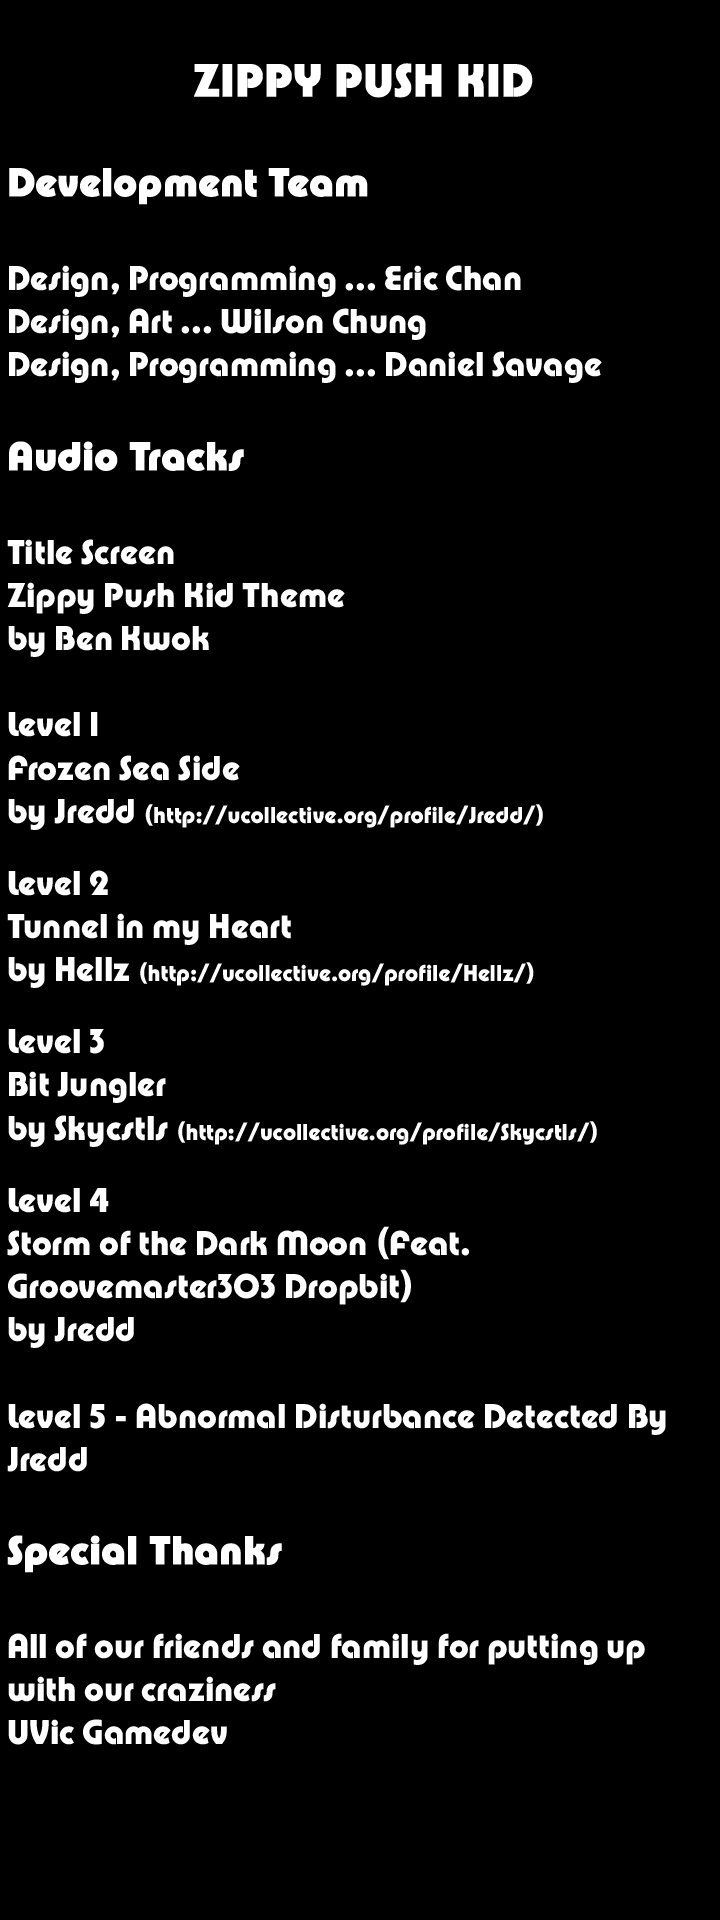 ZIPPY PUSH KID
Development Team
Design, Programming ... Eric Chan
Design, Art ... Wilson Chung
Design, Programming ... Daniel Savage
Audio Tracks
Title Screen
Zippy Push Kid Theme
by Ben Kwok
Level 1
Frozen Sea Side
by Jredd (http://ucollective.org/profile/Jredd/)
Level 2
Tunnel in my Heart
by Hellz (http://ucollective.org/profile/Hellz/)
Level 3
Bit Jungler
by Skycstls (http://ucollective.org/profile/Skycstls/)
Level 4
Storm of the Dark Moon (Feat.
Groovemaster303 Dropbit)
by Jredd
Level 5 - Abnormal Disturbance Detected By
Jredd
Special Thanks
All of our friends and family for putting up
with our craziness
UVic Gamedev